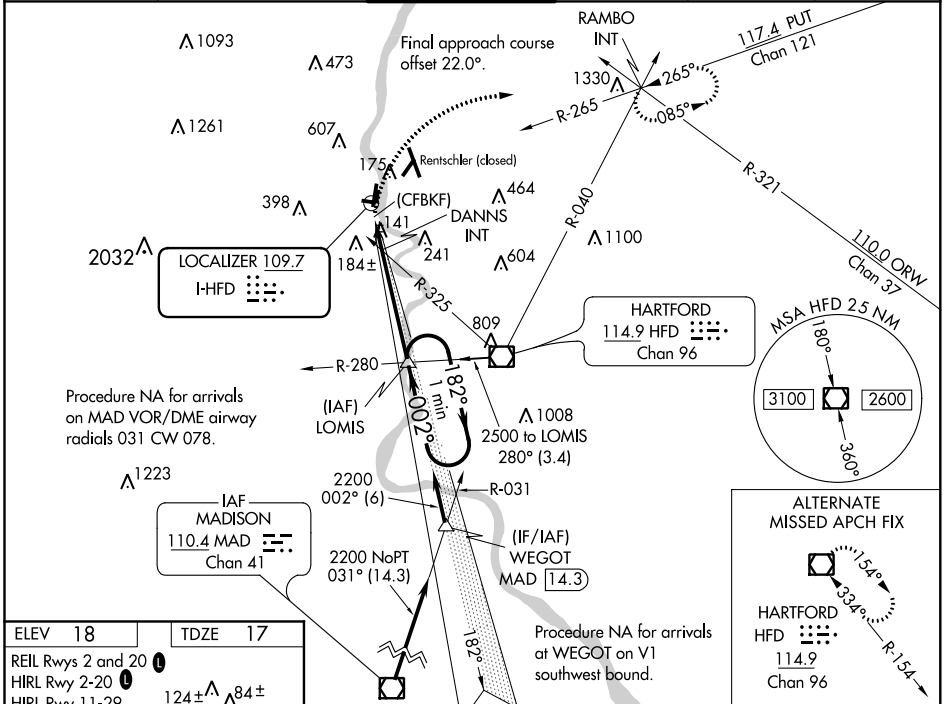 RAMBO
INT
117.4 PUT
Chan 121
1093
473
Final approach course
offset 22.0°.
1330
265°
085°
R-265
1261
607
175
Rentschler (closed)
R-321
(CFBKF)
464
398
141
DANNS
INT
R-040
1100
2032
LOCALIZER 109.7
I-HFD
184±
241
604
110.0 ORW
Chan 37
R-325
809
HARTFORD
114.9 HFD
Chan 96
MSA HFD 25 NM
180°
3100
2600
360°
R-280
Procedure NA for arrivals
on MAD VOR/DME airway
radials 031 CW 078.
(IAF)
LOMIS
182°
1 min
002°
1008
2500 to LOMIS
280° (3.4)
1223
2200
002° (6)
R-031
IAF
MADISON
110.4 MAD
Chan 41
(IF/IAF)
WEGOT
MAD 14.3
2200 NoPT
031° (14.3)
ALTERNATE
MISSED APCH FIX
154°
334°
HARTFORD
HFD
114.9
Chan 96
R-154
182°
Procedure NA for arrivals
at WEGOT on V1
southwest bound.
ELEV 18
TDZE 17
REIL Rwys 2 and 20 L
HIRL Rwy 2-20 L
HIRL Rwy 11-29
124±
84±